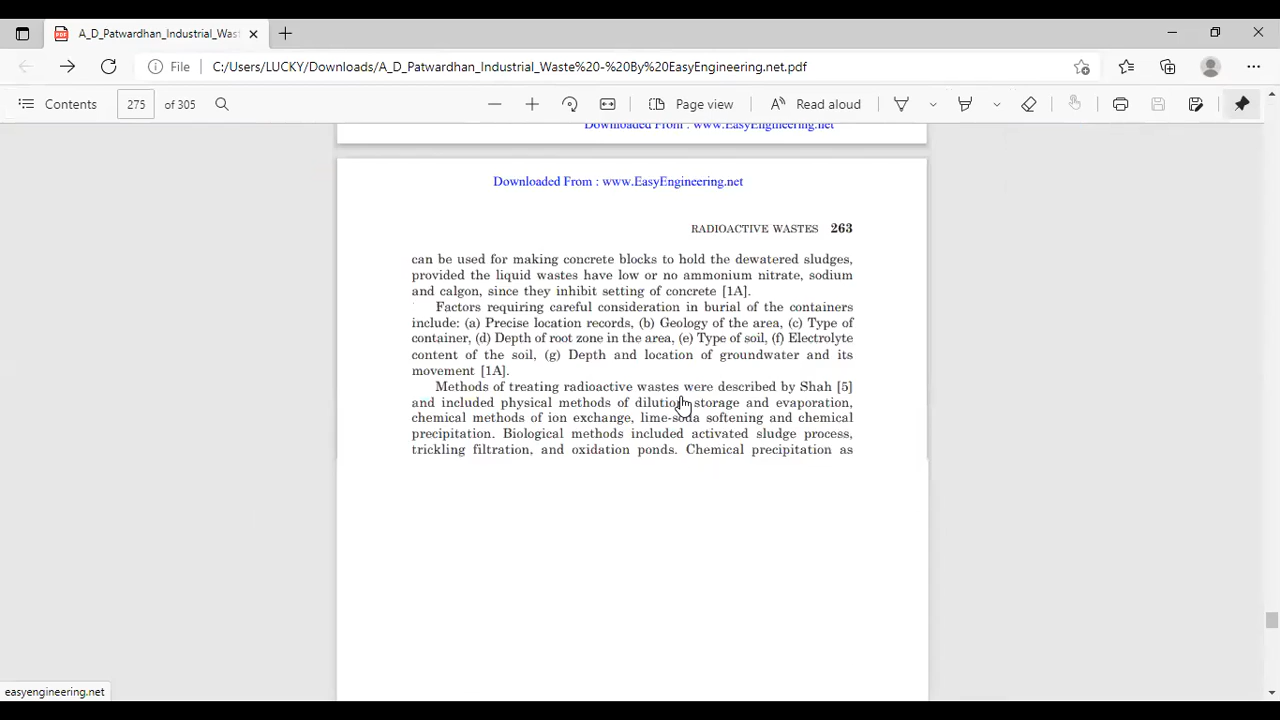 A_D_Patwardhan_Industrial_Was
File
C:/Users/LUCKY/Downloads/A_D_Patwardhan_Industrial_Waste%20-%20By%20EasyEngineering.net.pdf
Contents
275
of 305
Page view
Read aloud
Downloaded From : www.EasyEngineering.net
Downloaded From : www.EasyEngineering.net
RADIOACTIVE WASTES 263
can be used for making concrete blocks to hold the dewatered sludges,
provided the liquid wastes have low or no ammonium nitrate, sodium
and calgon, since they inhibit setting of concrete [1A].
Factors requiring careful consideration in burial of the containers
include: (a) Precise location records, (b) Geology of the area, (c) Type of
container, (d) Depth of root zone in the area, (e) Type of soil, (f) Electrolyte
content of the soil, (g) Depth and location of groundwater and its
movement [1A].
Methods of treating radioactive wastes were described by Shah [5]
and included physical methods of dilution, storage and evaporation,
chemical methods of ion exchange, lime-soda softening and chemical
precipitation. Biological methods included activated sludge process,
trickling filtration, and oxidation ponds. Chemical precipitation as
easyengineering.net